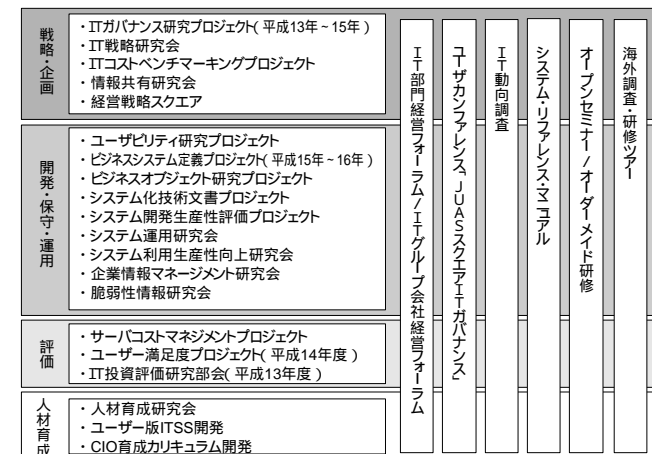 戦略・企画
・ITガバナンス研究プロジェクト(平成13年~15年)
・IT戦略研究会
・ITコストベンチマーキングプロジェクト
・情報共有研究会
・経営戦略スクエア
開発・保守・運用
・ユーザビリティ研究プロジェクト
・ビジネスシステム定義プロジェクト(平成15年~16年)
・ビジネスオブジェクト研究プロジェクト
・システム化技術文書プロジェクト
・システム開発生産性評価プロジェクト
・システム運用研究会
・システム利用生産性向上研究会
・企業情報マネージメント研究会
・脆弱性情報研究会
評価
・サーバコストマネジメントプロジェクト
・ユーザー満足度プロジェクト(平成14年度)
・IT投資評価研究部会(平成13年度)
人材育成
・人材育成研究会
・ユーザー版ITSS開発
・CIO育成カリキュラム開発
IT部門経営フォーラム/ITグループ会社経営フォーラム
ユーザカンファレンス「JUASスクエアITガバナンス」
IT動向調査
システム・リファレンス・マニュアル
オープンセミナー/オーダーメイド研修
海外調査・研修ツアー